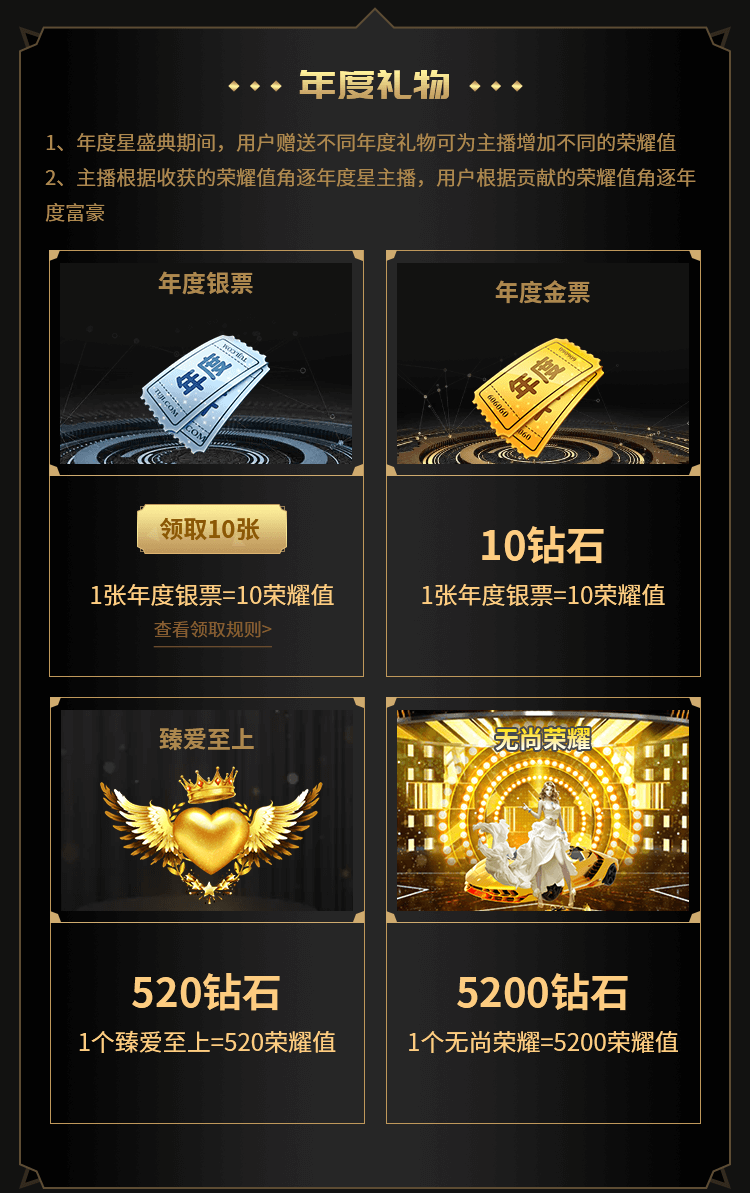 年度礼物
1、年度星盛典期间，用户赠送不同年度礼物可为主播增加不同的荣耀值
2、主播根据收获的荣耀值角逐年度星主播，用户根据贡献的荣耀值角逐年
度富豪
年度银票
年度
TUJI.COM
COM
年度金票
年度
606060
060
领取10张
1张年度银票=10荣耀值
查看领取规则>
10钻石
1张年度银票=10荣耀值
臻爱至上
无尚荣耀
520钻石
1个臻爱至上=520荣耀值
5200钻石
1个无尚荣耀=5200荣耀值